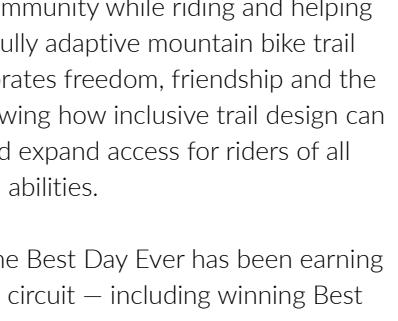 mmunity while riding and helping
ully adaptive mountain bike trail
rates freedom, friendship and the
wing how inclusive trail design can
d expand access for riders of all
abilities.
ne Best Day Ever has been earning
circuit — including winning Best